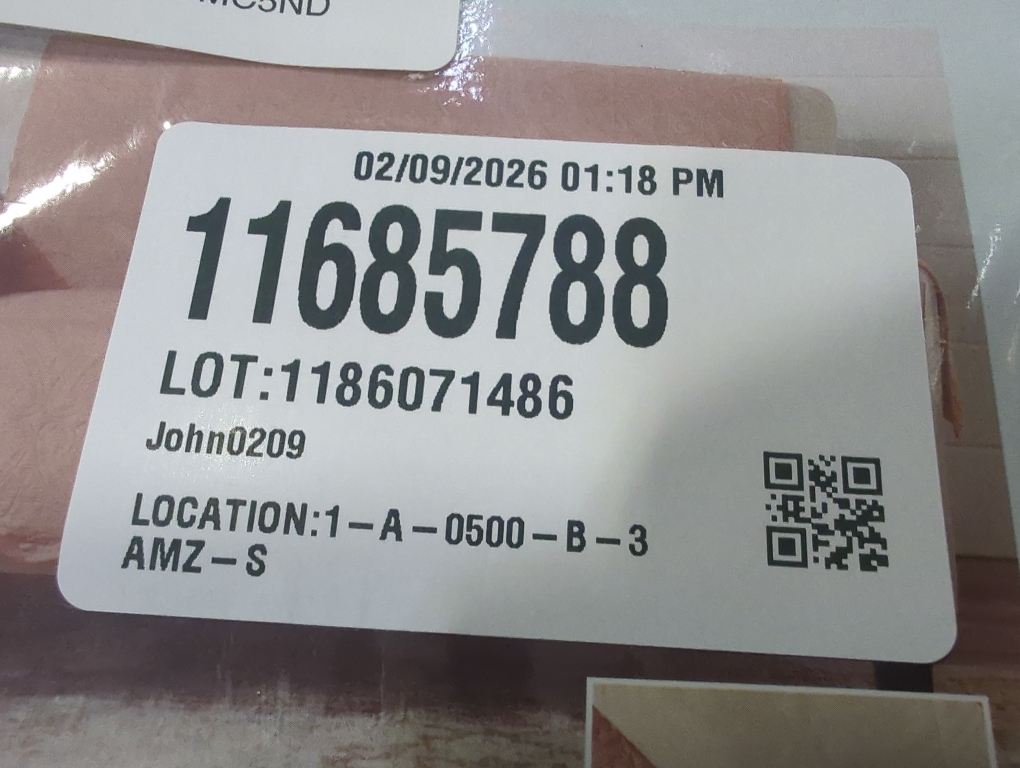 MC5ND
02/09/2026 01:18 PM
11685788
LOT:1186071486
John0209
LOCATION:1-A-0500-B-3
AMZ-S